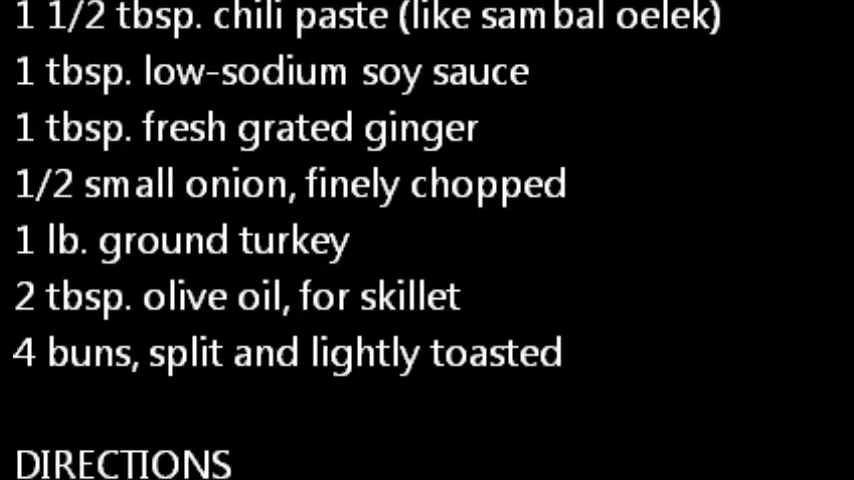 1 1/2 tbsp. chili paste (like sambal oelek)
1 tbsp. low-sodium soy sauce
1 tbsp. fresh grated ginger
1/2 small onion, finely chopped
1 lb. ground turkey
2 tbsp. olive oil, for skillet
4 buns, split and lightly toasted
DIRECTIONS